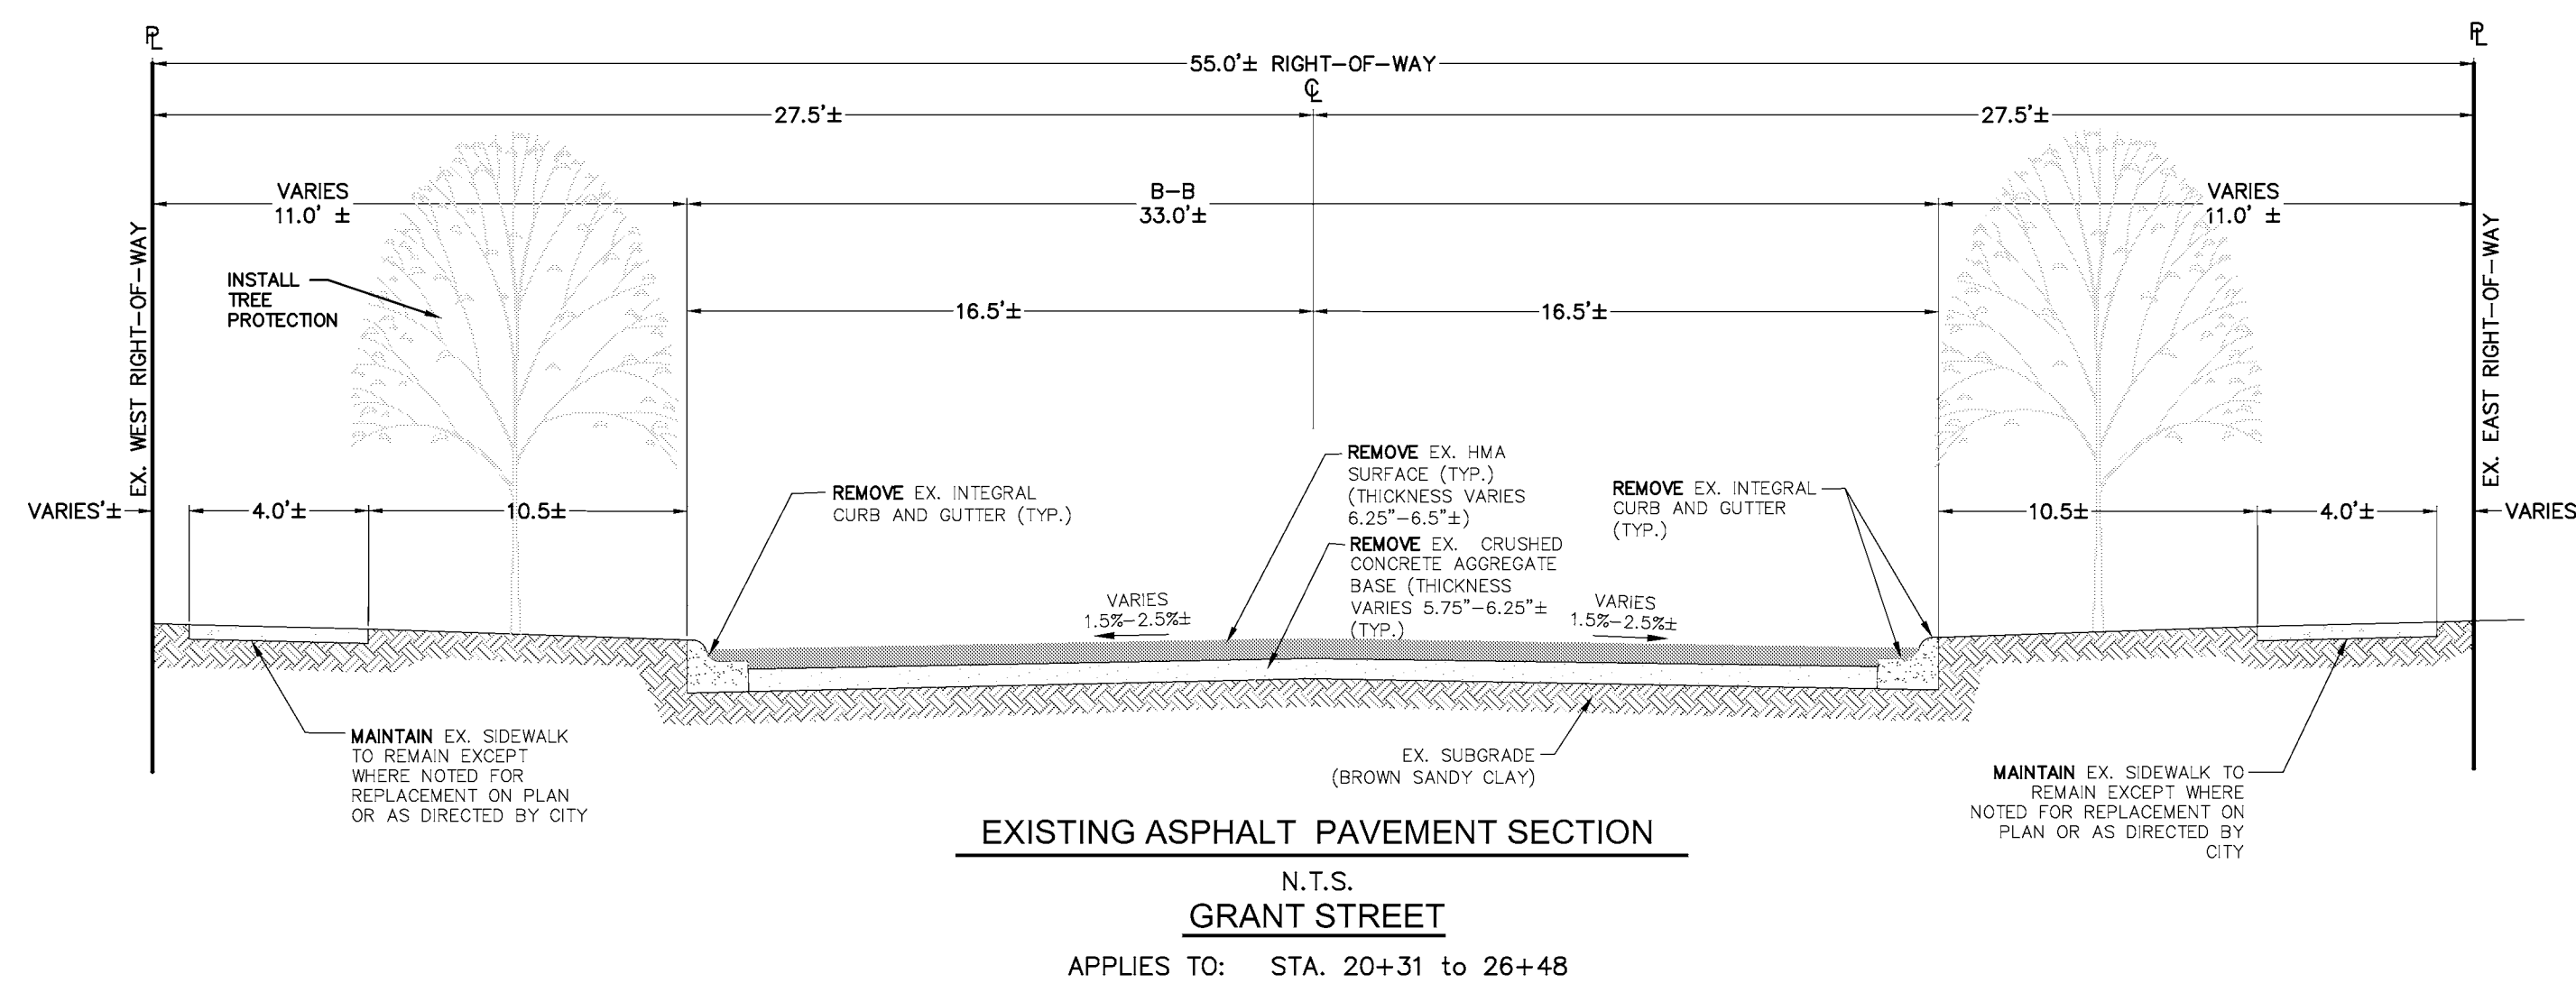 PL
PL
55.0'± RIGHT-OF-WAY
CL
27.5'±
27.5'±
VARIES
11.0' ±
B-B
33.0'±
VARIES
11.0' ±
EX. WEST RIGHT-OF-WAY
EX. EAST RIGHT-OF-WAY
INSTALL
TREE
PROTECTION
16.5'±
16.5'±
VARIES'±
4.0'±
10.5±
REMOVE EX. INTEGRAL
CURB AND GUTTER (TYP.)
REMOVE EX. HMA
SURFACE (TYP.)
(THICKNESS VARIES
6.25"-6.5"±)
REMOVE EX. CRUSHED
CONCRETE AGGREGATE
BASE (THICKNESS
VARIES 5.75"-6.25"±
(TYP.)
REMOVE EX. INTEGRAL
CURB AND GUTTER
(TYP.)
10.5±
4.0'±
VARIES
VARIES
1.5%-2.5%±
VARIES
1.5%-2.5%±
MAINTAIN EX. SIDEWALK
TO REMAIN EXCEPT
WHERE NOTED FOR
REPLACEMENT ON PLAN
OR AS DIRECTED BY CITY
EX. SUBGRADE
(BROWN SANDY CLAY)
MAINTAIN EX. SIDEWALK TO
REMAIN EXCEPT WHERE
NOTED FOR REPLACEMENT ON
PLAN OR AS DIRECTED BY
CITY
EXISTING ASPHALT PAVEMENT SECTION
N.T.S.
GRANT STREET
APPLIES TO: STA. 20+31 to 26+48